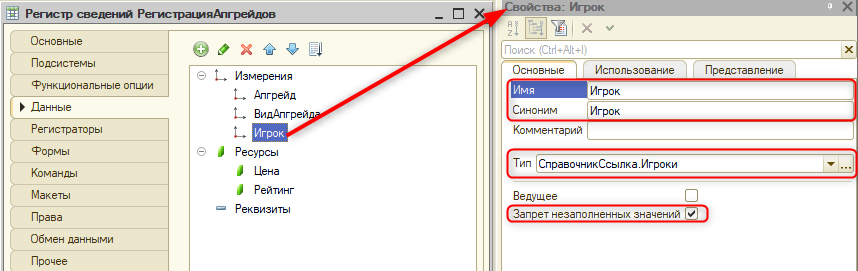 Регистр сведений РегистрацияАпгрейдов
Основные
Подсистемы
Функциональные опции
Данные
Регистраторы
Формы
Команды
Макеты
Права
Обмен данными
Прочее
Измерения
Апгрейд
ВидАпгрейда
Игрок
Ресурсы
Цена
Рейтинг
Реквизиты
Свойства: Игрок
Поиск (Ctrl+Alt+I)
Основные Использование Представление
Имя Игрок
Синоним Игрок
Комментарий
Тип СправочникСсылка.Игроки
Ведущее
Запрет незаполненных значений